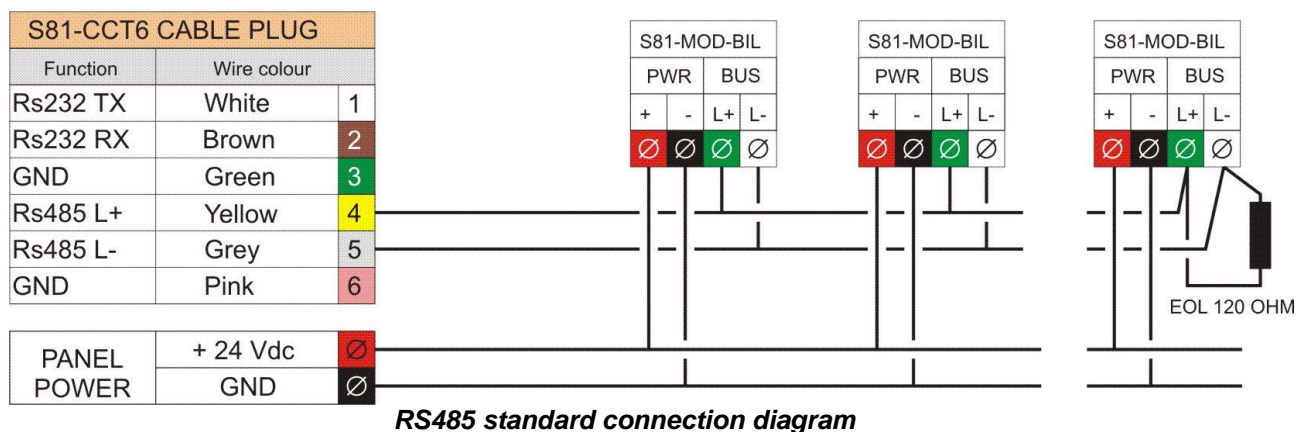 S81-CCT6 CABLE PLUG
Function Wire colour
Rs232 TX White 1
Rs232 RX Brown 2
GND Green 3
Rs485 L+ Yellow 4
Rs485 L- Grey 5
GND Pink 6
PANEL POWER
+ 24 Vdc
GND
S81-MOD-BIL
PWR BUS
+ - L+ L-
S81-MOD-BIL
PWR BUS
+ - L+ L-
S81-MOD-BIL
PWR BUS
+ - L+ L-
EOL 120 OHM
RS485 standard connection diagram